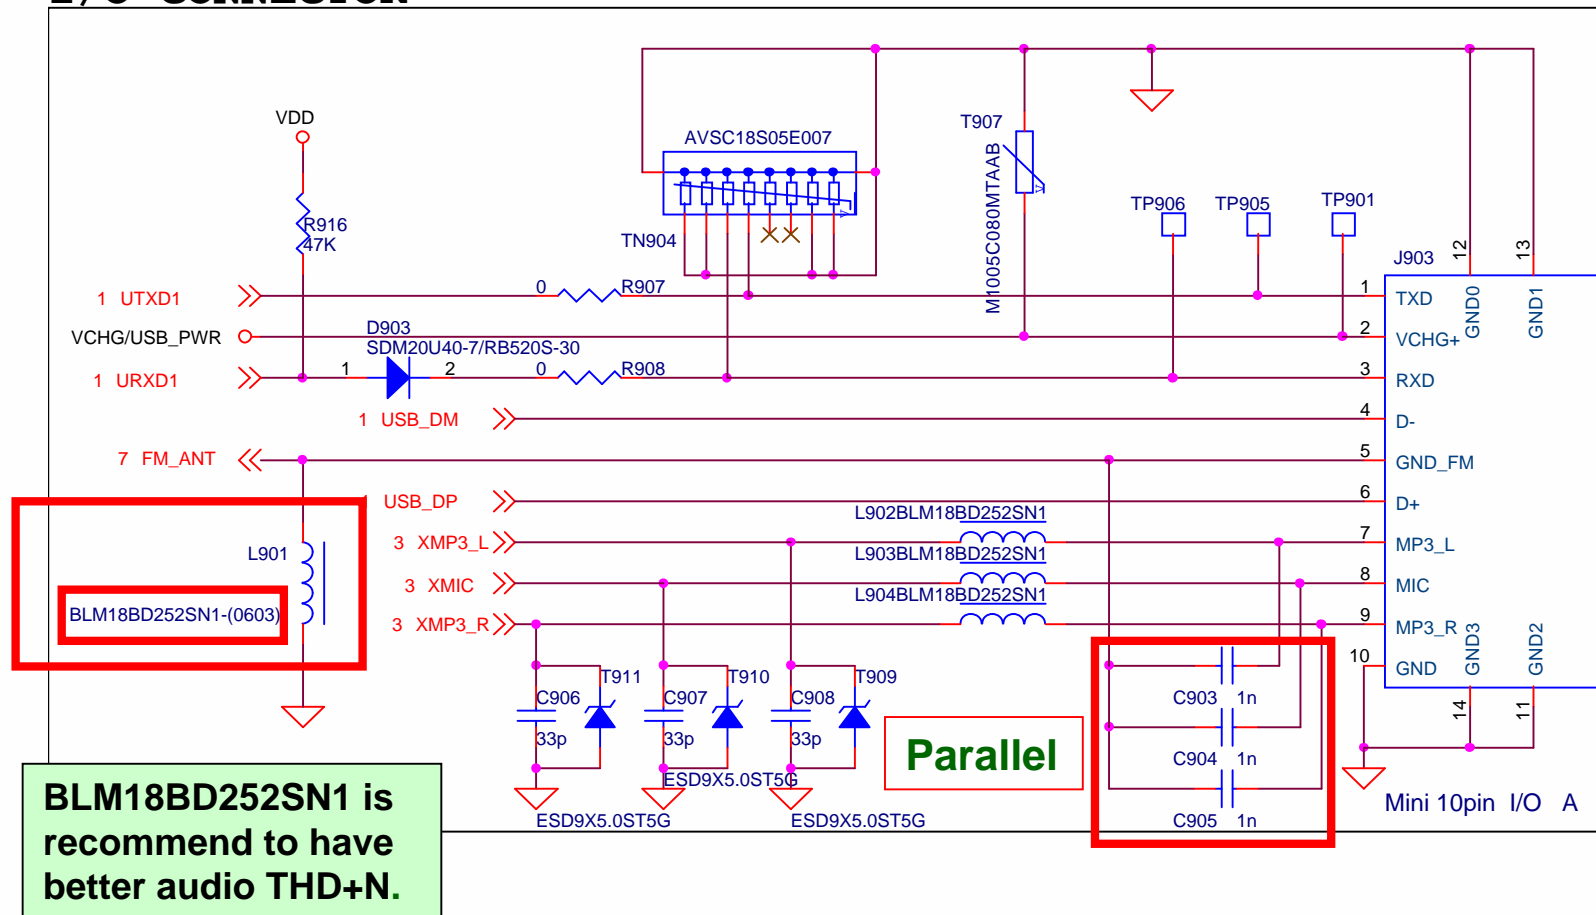 I/O CONNECTOR
VDD
R916
47K
AVSC18S05E007
TN904
T907
M1005C080MTAAB
TP906
TP905
TP901
J903
12
13
1 UTXD1
0
R907
1
TXD
GND0
GND1
VCHG/USB_PWR
D903
SDM20U40-7/RB520S-30
2
VCHG+
1 URXD1
1
2
0
R908
3
RXD
1 USB_DM
4
D-
7 FM_ANT
5
GND_FM
USB_DP
6
D+
L902BLM18BD252SN1
3 XMP3_L
7
MP3_L
L901
L903BLM18BD252SN1
3 XMIC
8
MIC
BLM18BD252SN1-(0603)
L904BLM18BD252SN1
3 XMP3_R
9
MP3_R
GND3
GND2
10
GND
T911
T910
T909
C906
C907
C908
33p
33p
33p
C903 1n
14
11
Parallel
C904 1n
ESD9X5.0ST5G
ESD9X5.0ST5G
ESD9X5.0ST5G
C905 1n
Mini 10pin I/O A
BLM18BD252SN1 is
recommend to have
better audio THD+N.